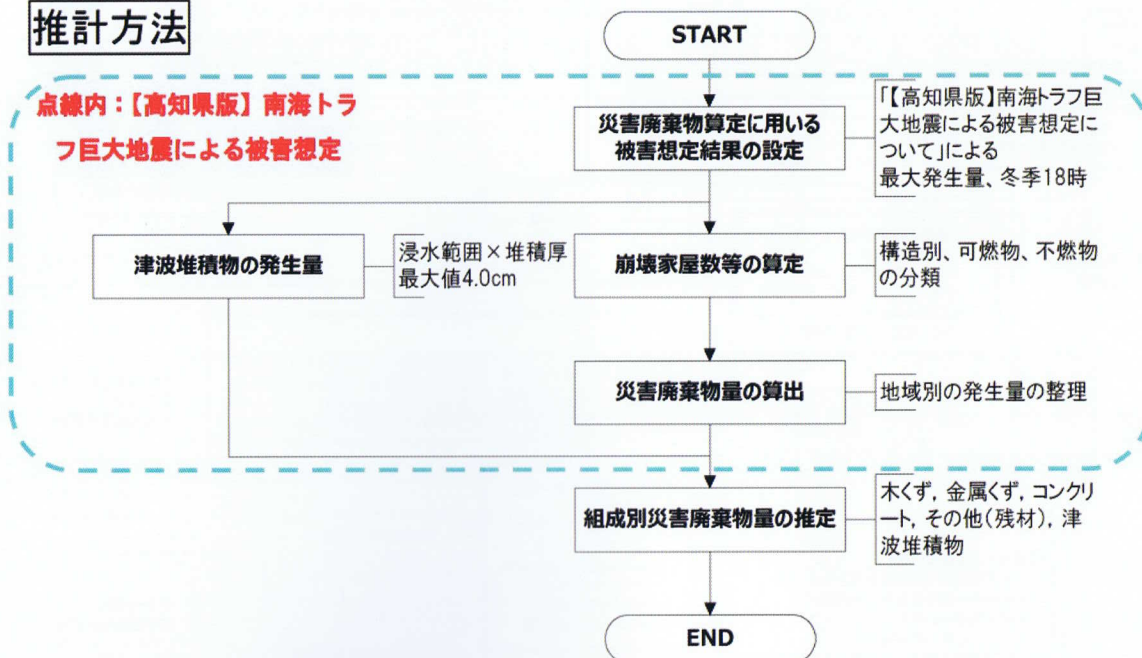 推計方法
START
点線内：【高知県版】南海トラ
フ巨大地震による被害想定
災害廃棄物算定に用いる
被害想定結果の設定
「【高知県版】南海トラフ巨
大地震による被害想定に
ついて」による
最大発生量、冬季18時
津波堆積物の発生量
浸水範囲×堆積厚
最大値4.0cm
崩壊家屋数等の算定
構造別、可燃物、不燃物
の分類
災害廃棄物量の算出
地域別の発生量の整理
組成別災害廃棄物量の推定
木くず, 金属くず, コンクリ
ート, その他(残材), 津
波堆積物
END